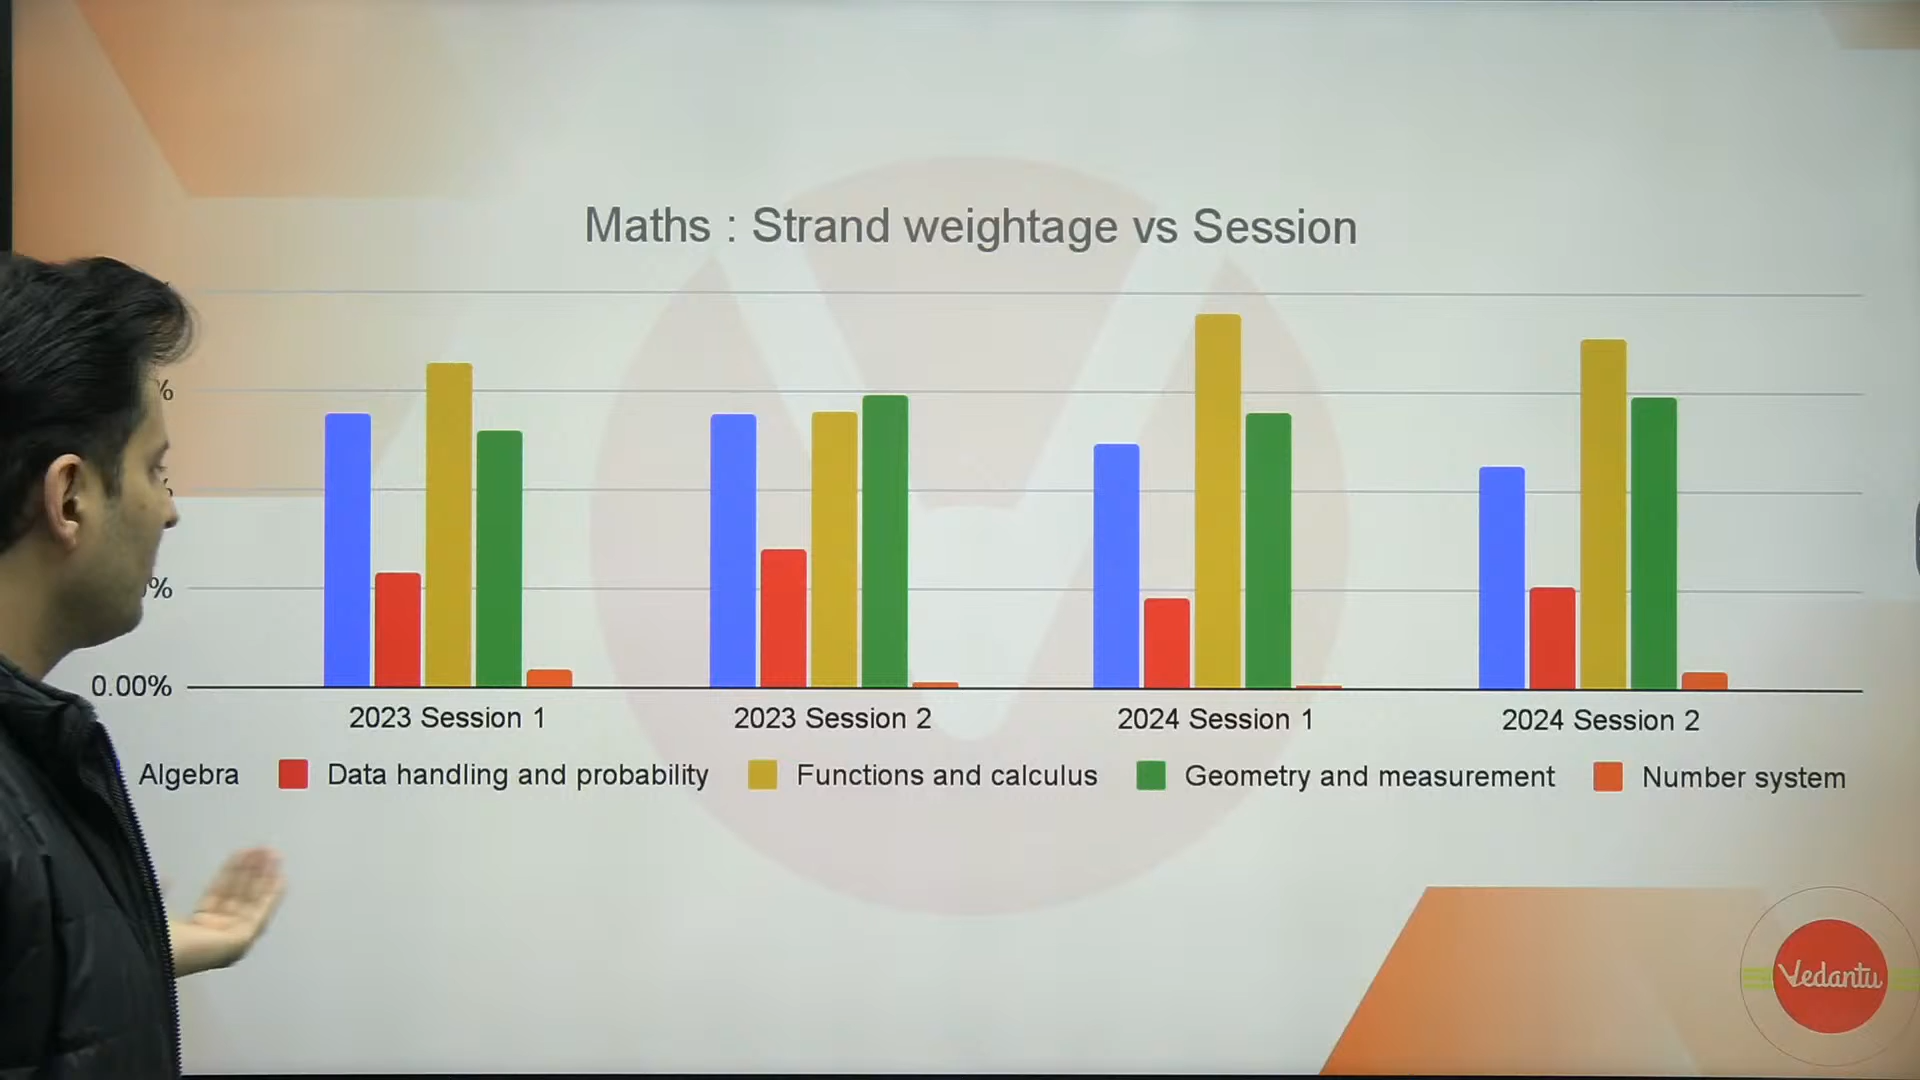 Maths : Strand weightage vs Session
%
%
0.00%
2023 Session 1
2023 Session 2
2024 Session 1
2024 Session 2
Algebra
Data handling and probability
Functions and calculus
Geometry and measurement
Number system
Vedantu